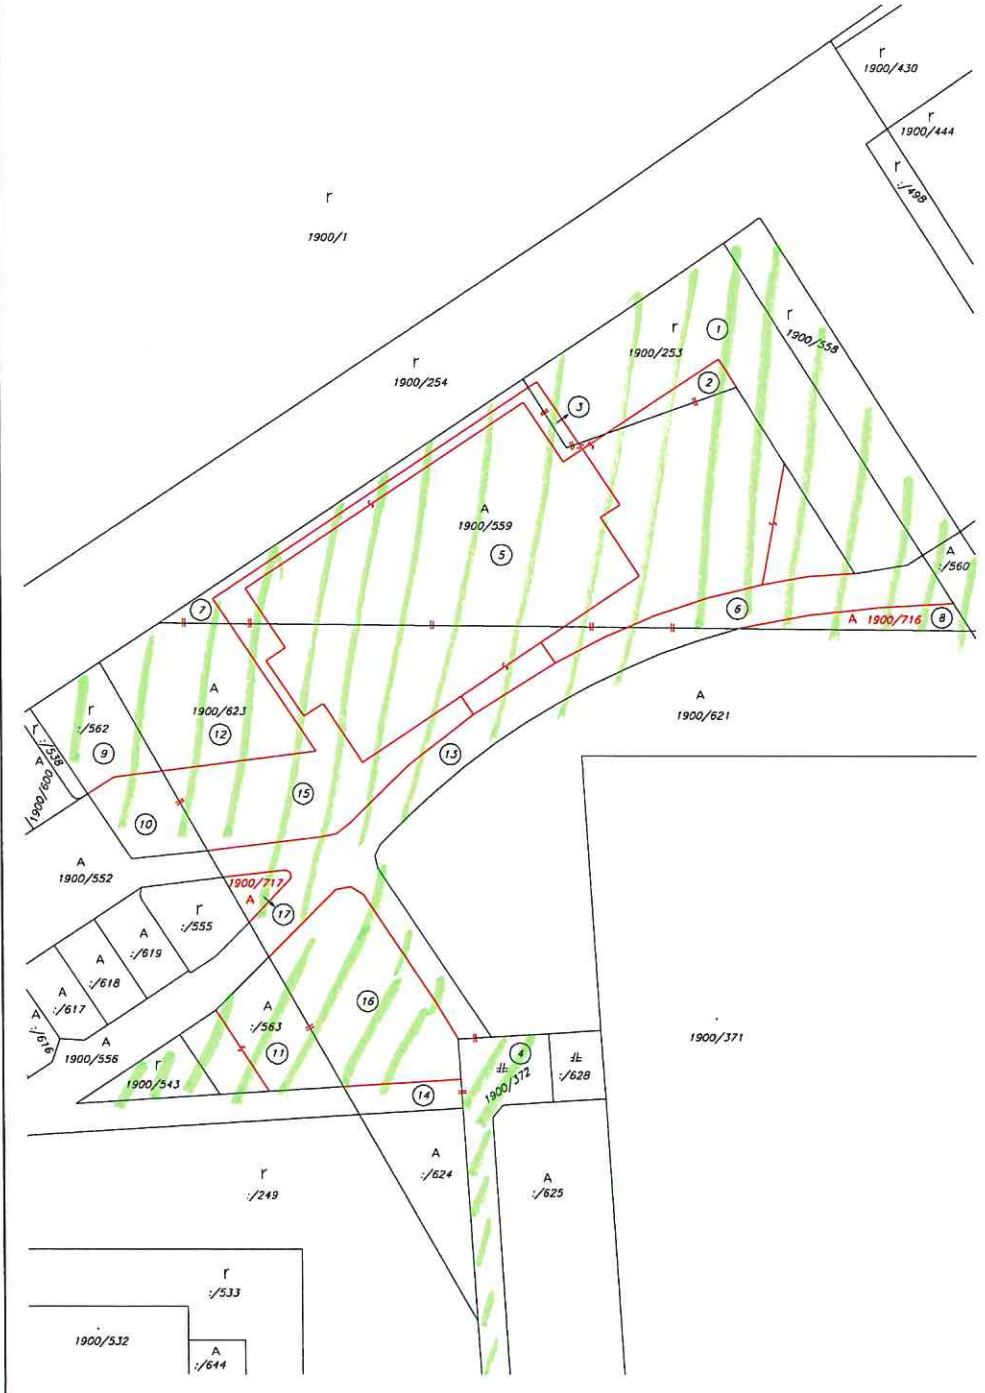 r
1900/430
r
1900/444
r
:/498
r
1900/1
r
1900/558
r
1900/253
1
r
1900/254
2
3
A
1900/559
5
A
:/560
7
6
A 1900/716
8
A
1900/623
12
A
1900/621
r
:/562
9
r
:/538
A
1900/600
13
15
10
A
1900/552
1900/717
A
17
r
:/555
A
:/619
A
:/618
A
:/617
A
:/616
A
1900/556
16
A
:/563
11
r
1900/543
14
4
1900/372
:/628
1900/371
A
:/624
A
:/625
r
:/249
r
:/533
1900/532
A
:/644